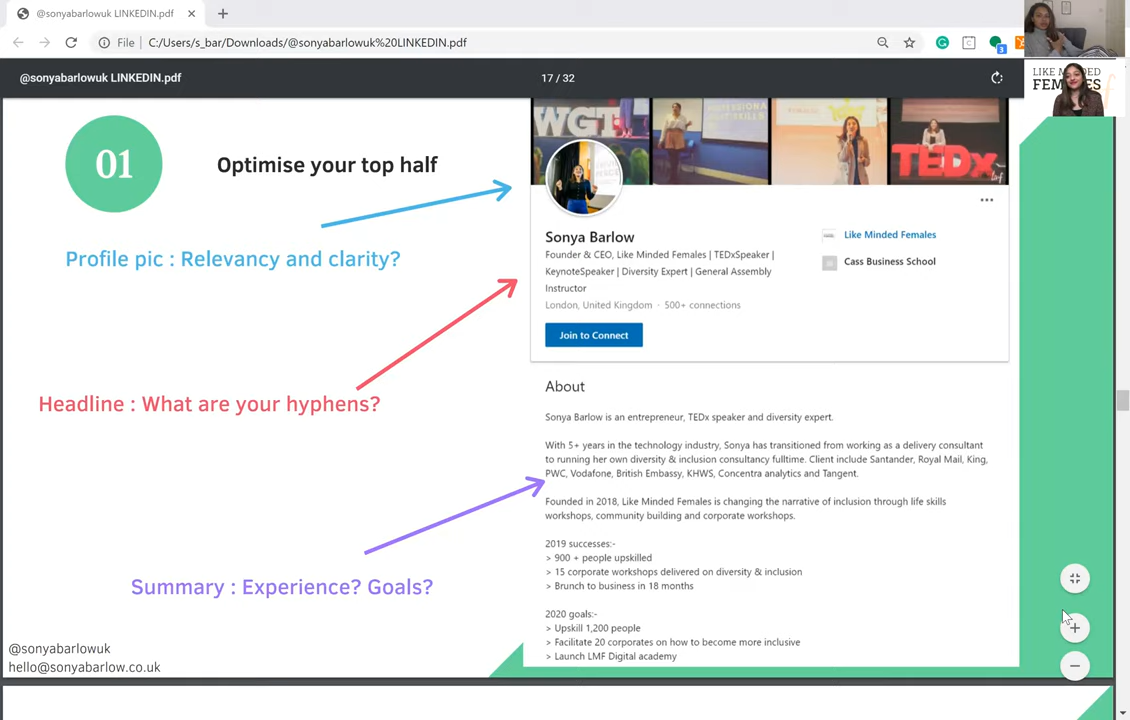 @sonyabarlowuk LINKEDIN.pdf
File
C:/Users/s_bar/Downloads/@sonyabarlowuk%20LINKEDIN.pdf
3
@sonyabarlowuk LINKEDIN.pdf
17 / 32
LIKE MINDED
FEMALES
01
Optimise your top half
Profile pic : Relevancy and clarity?
Headline : What are your hyphens?
Summary : Experience? Goals?
@sonyabarlowuk
hello@sonyabarlow.co.uk
WGT
TEDx
Sonya Barlow
Founder & CEO, Like Minded Females | TEDxSpeaker |
KeynoteSpeaker | Diversity Expert | General Assembly
Instructor
London, United Kingdom · 500+ connections
Join to Connect
Like Minded Females
Cass Business School
About
Sonya Barlow is an entrepreneur, TEDx speaker and diversity expert.
With 5+ years in the technology industry, Sonya has transitioned from working as a delivery consultant
to running her own diversity & inclusion consultancy fulltime. Client include Santander, Royal Mail, King,
PWC, Vodafone, British Embassy, KHWS, Concentra analytics and Tangent.
Founded in 2018, Like Minded Females is changing the narrative of inclusion through life skills
workshops, community building and corporate workshops.
2019 successes:-
> 900 + people upskilled
> 15 corporate workshops delivered on diversity & inclusion
> Brunch to business in 18 months
2020 goals:-
> Upskill 1,200 people
> Facilitate 20 corporates on how to become more inclusive
> Launch LMF Digital academy